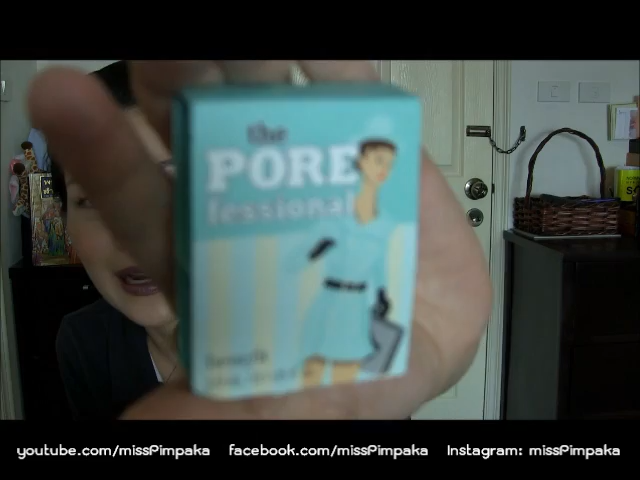 the
PORE
fessional
benefit
youtube.com/missPimpaka facebook.com/missPimpaka Instagram: missPimpaka